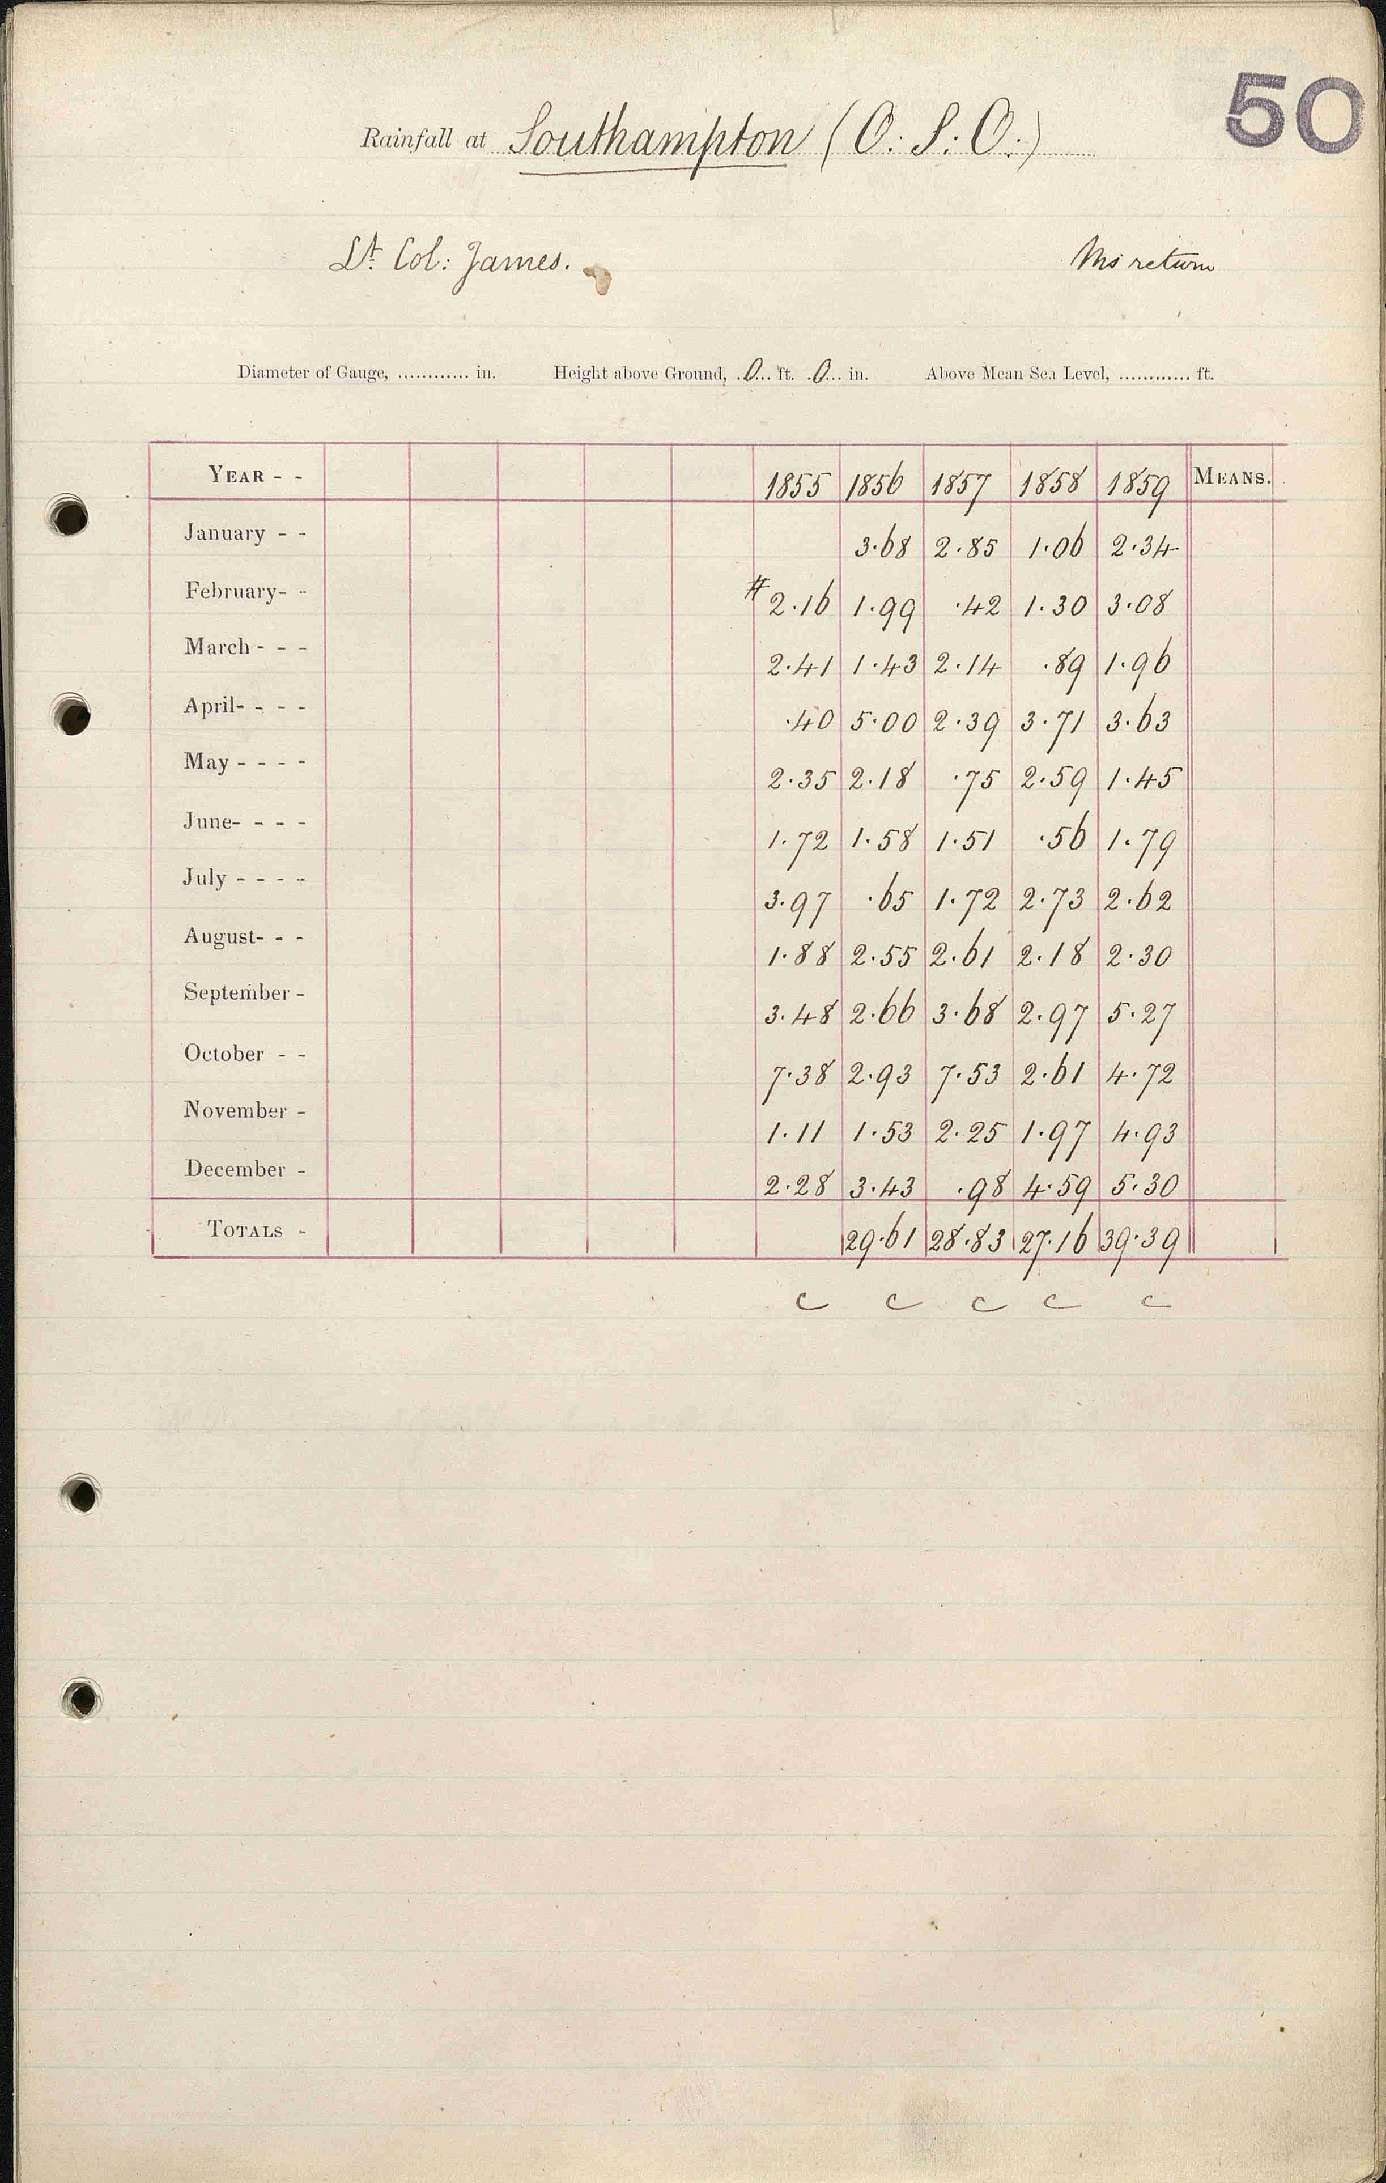 50
Rainfall at Southampton (O: S: O:)
Lt. Col: James. Ms return
Diameter of Gauge, ............ in. Height above Ground, 0 ft. 0 in. Above Mean Sea Level, ............ ft.
YEAR - - 1855 1856 1857 1858 1859 MEANS.
January - - 3.68 2.85 1.06 2.34
February- - # 2.16 1.99 .42 1.30 3.08
March - - - 2.41 1.43 2.14 .89 1.96
April- - - - .40 5.00 2.39 3.71 3.63
May - - - - 2.35 2.18 .75 2.59 1.45
June- - - - 1.72 1.58 1.51 .56 1.79
July - - - - 3.97 .65 1.72 2.73 2.62
August- - - 1.88 2.55 2.61 2.18 2.30
September - 3.48 2.66 3.68 2.97 5.27
October - - 7.38 2.93 7.53 2.61 4.72
November - 1.11 1.53 2.25 1.97 4.93
December - 2.28 3.43 .98 4.59 5.30
TOTALS - 29.61 28.83 27.16 39.39
c c c c c